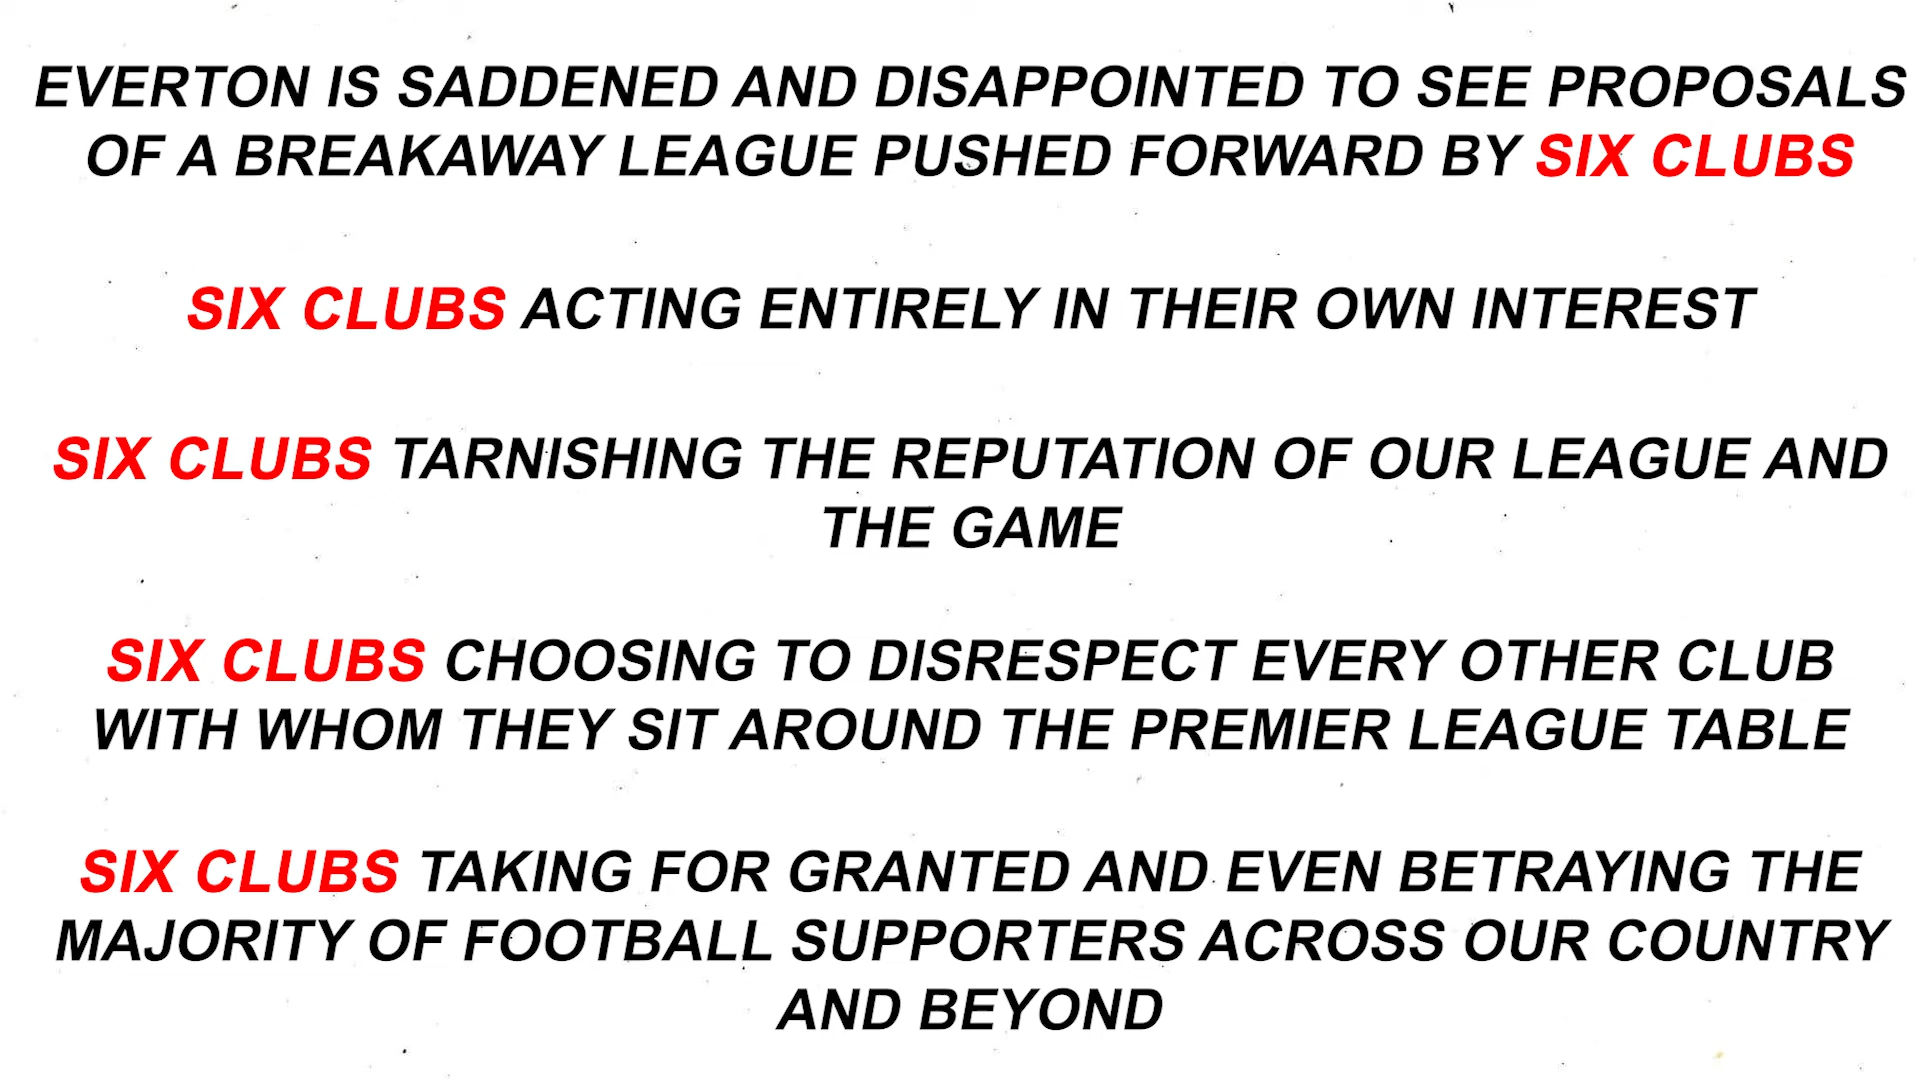 EVERTON IS SADDENED AND DISAPPOINTED TO SEE PROPOSALS
OF A BREAKAWAY LEAGUE PUSHED FORWARD BY SIX CLUBS
SIX CLUBS ACTING ENTIRELY IN THEIR OWN INTEREST
SIX CLUBS TARNISHING THE REPUTATION OF OUR LEAGUE AND
THE GAME
SIX CLUBS CHOOSING TO DISRESPECT EVERY OTHER CLUB
WITH WHOM THEY SIT AROUND THE PREMIER LEAGUE TABLE
SIX CLUBS TAKING FOR GRANTED AND EVEN BETRAYING THE
MAJORITY OF FOOTBALL SUPPORTERS ACROSS OUR COUNTRY
AND BEYOND